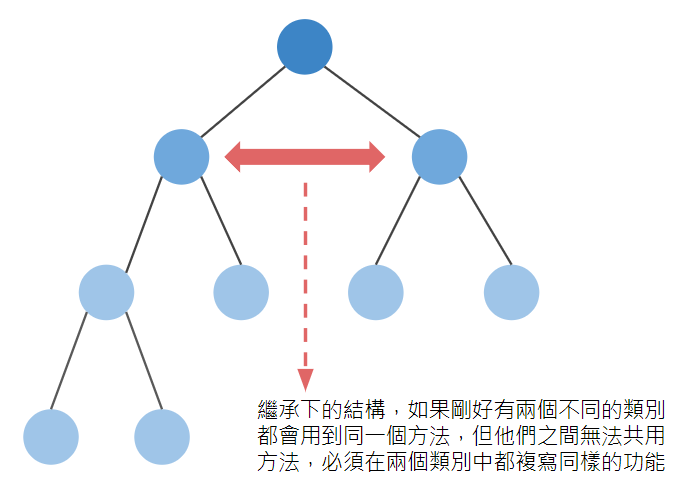 繼承下的結構，如果剛好有兩個不同的類別
都會用到同一個方法，但他們之間無法共用
方法，必須在兩個類別中都複寫同樣的功能